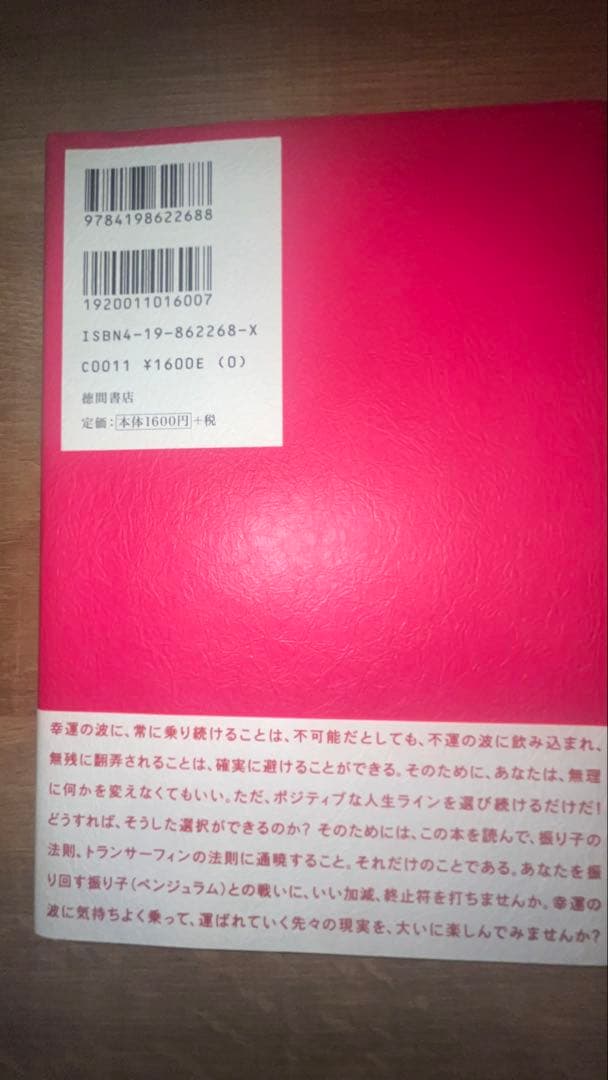 9784198622688
1920011016007
ISBN4-19-862268-X
C0011 ¥1600E (0)
徳間書店
定価：本体1600円+税
幸運の波に、常に乗り続けることは、不可能だとしても、不運の波に飲み込まれ、
無残に翻弄されることは、確実に避けることができる。そのために、あなたは、無理
に何かを変えなくてもいい。ただ、ポジティブな人生ラインを選び続けるだけだ！
どうすれば、そうした選択ができるのか？ そのためには、この本を読んで、振り子の
法則、トランサーフィンの法則に通暁すること。それだけのことである。あなたを振
り回す振り子（ペンジュラム）との戦いに、いい加減、終止符を打ちませんか。幸運の
波に気持ちよく乗って、運ばれていく先々の現実を、大いに楽しんでみませんか？